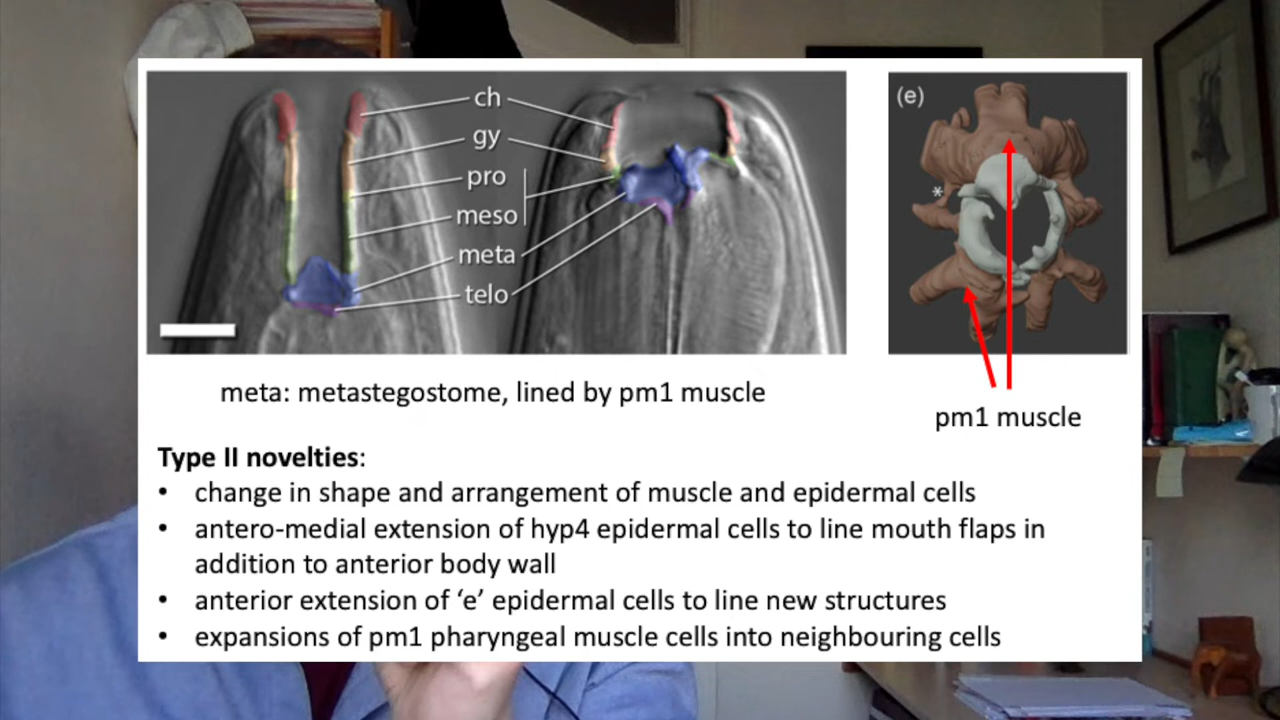 ch
gy
pro
meso
meta
telo
(e)
*
meta: metastegostome, lined by pm1 muscle
pm1 muscle
Type II novelties:
• change in shape and arrangement of muscle and epidermal cells
• antero-medial extension of hyp4 epidermal cells to line mouth flaps in
addition to anterior body wall
• anterior extension of ‘e’ epidermal cells to line new structures
• expansions of pm1 pharyngeal muscle cells into neighbouring cells